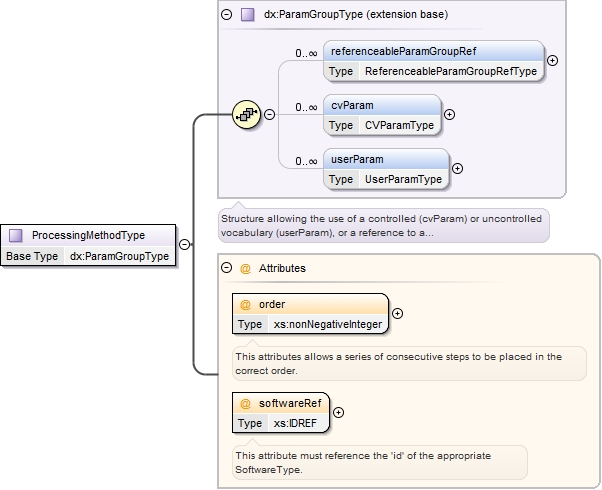 dx:ParamGroupType (extension base)
0..∞
referenceableParamGroupRef
Type ReferenceableParamGroupRefType
0..∞
cvParam
Type CVParamType
0..∞
userParam
Type UserParamType
Structure allowing the use of a controlled (cvParam) or uncontrolled
vocabulary (userParam), or a reference to a...
ProcessingMethodType
Base Type dx:ParamGroupType
@ Attributes
@ order
Type xs:nonNegativeInteger
This attributes allows a series of consecutive steps to be placed in the
correct order.
@ softwareRef
Type xs:IDREF
This attribute must reference the 'id' of the appropriate
SoftwareType.